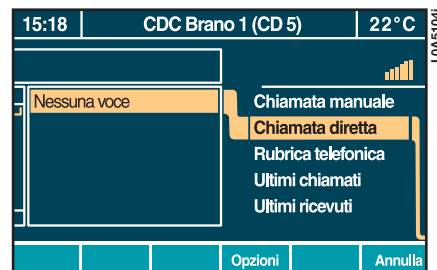 15:18 CDC Brano 1 (CD 5) 22°C
Nessuna voce
Chiamata manuale
Chiamata diretta
Rubrica telefonica
Ultimi chiamati
Ultimi ricevuti
Opzioni Annulla
L0A5104i